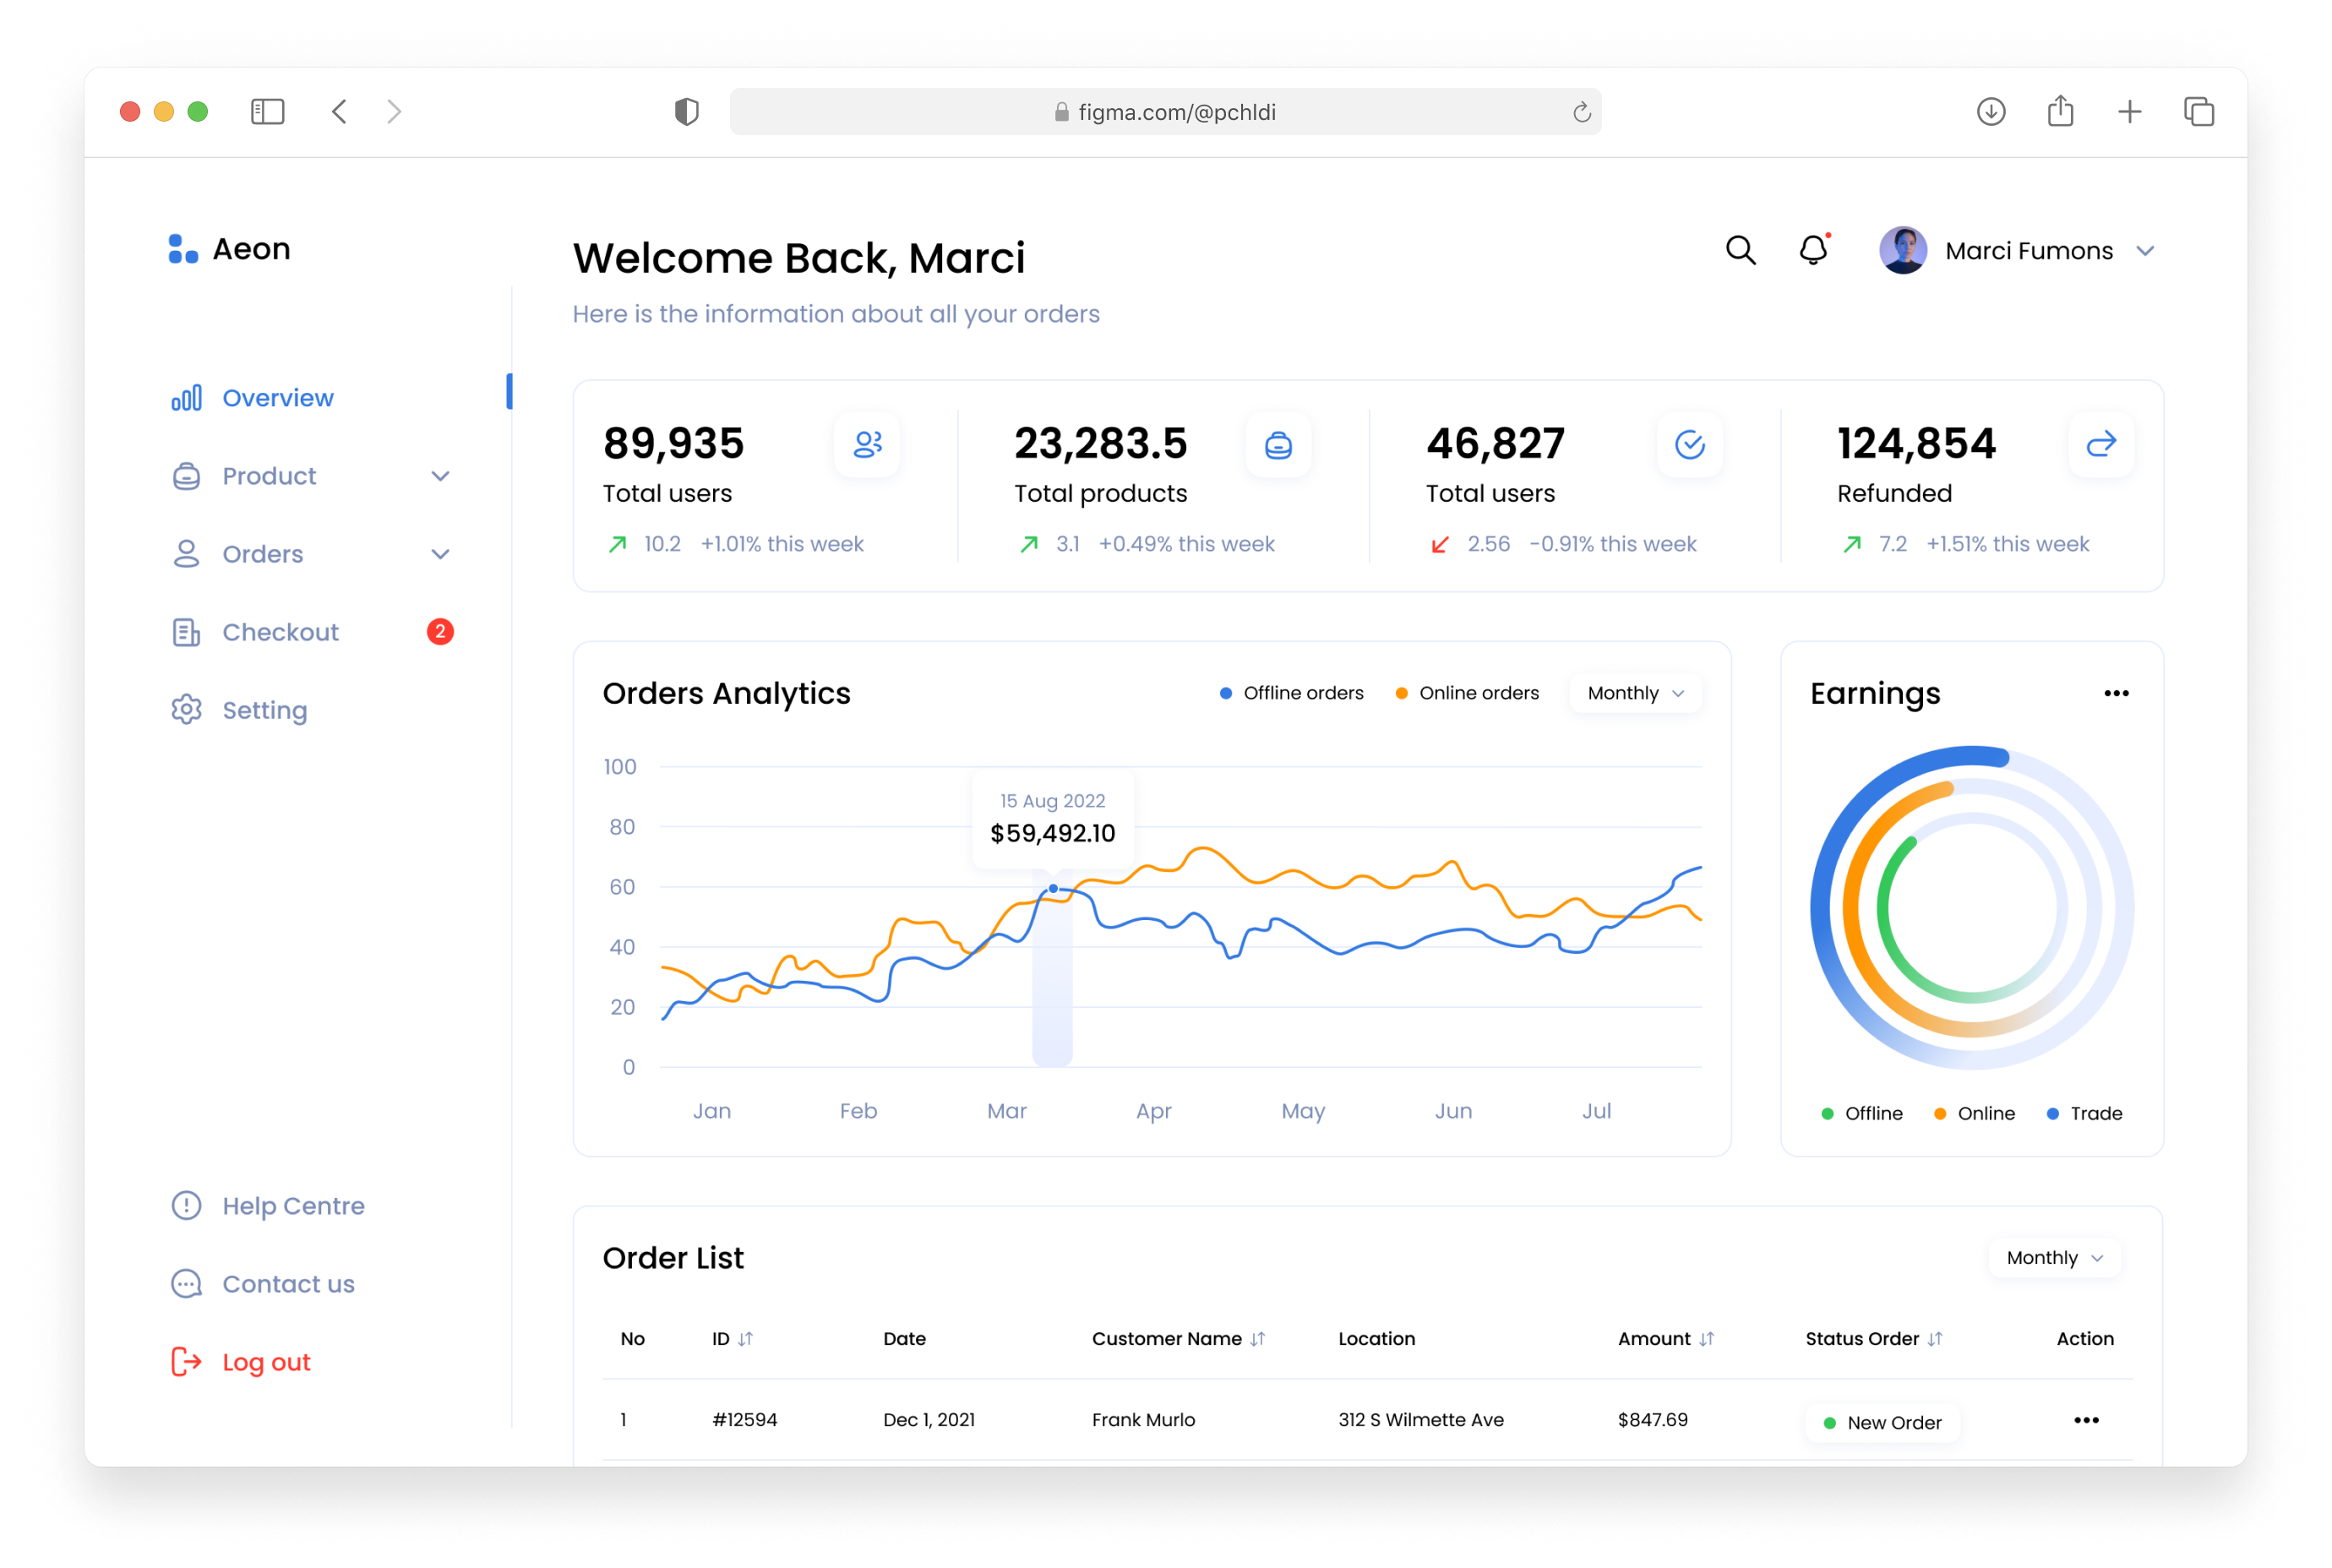 figma.com/@pchldi
Aeon
Welcome Back, Marci
Marci Fumons
Here is the information about all your orders
Overview
Product
Orders
Checkout 2
Setting
Help Centre
Contact us
Log out
89,935
Total users
10.2 +1.01% this week
23,283.5
Total products
3.1 +0.49% this week
46,827
Total users
2.56 -0.91% this week
124,854
Refunded
7.2 +1.51% this week
Orders Analytics
Offline orders Online orders Monthly
100
80
60
40
20
0
15 Aug 2022
$59,492.10
Jan Feb Mar Apr May Jun Jul
Earnings
Offline Online Trade
Order List
Monthly
No ID Date Customer Name Location Amount Status Order Action
1 #12594 Dec 1, 2021 Frank Murlo 312 S Wilmette Ave $847.69 New Order